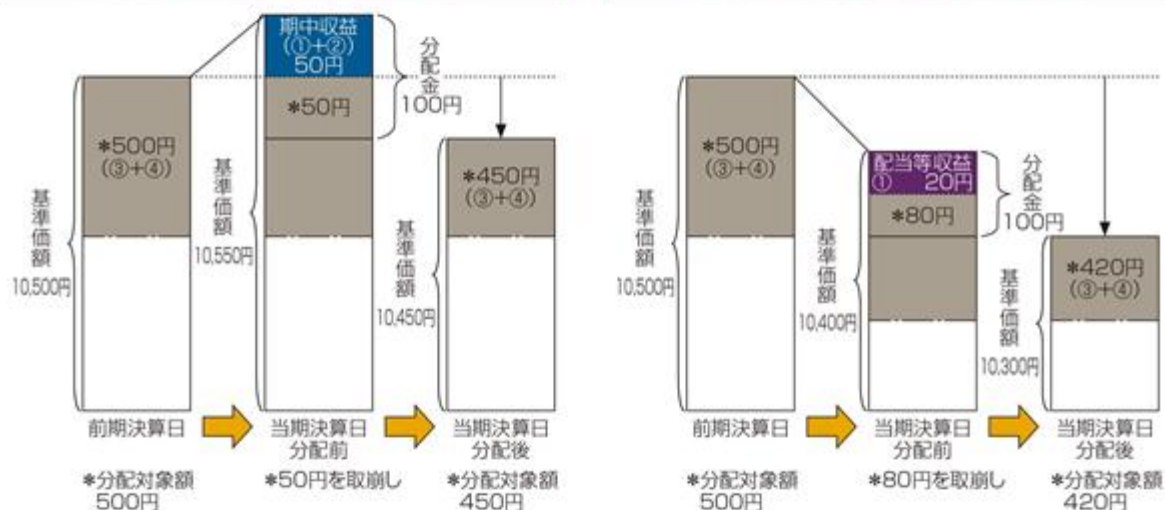 期中収益
(①+②)
50円
*50円
分配金
100円
*500円
(③+④)
*450円
(③+④)
基準価額
10,500円
基準価額
10,550円
基準価額
10,450円
前期決算日
当期決算日
分配前
当期決算日
分配後
*分配対象額
500円
*50円を取崩し
*分配対象額
450円
*500円
(③+④)
配当等収益
① 20円
*80円
分配金
100円
*420円
(③+④)
基準価額
10,500円
基準価額
10,400円
基準価額
10,300円
前期決算日
当期決算日
分配前
当期決算日
分配後
*分配対象額
500円
*80円を取崩し
*分配対象額
420円